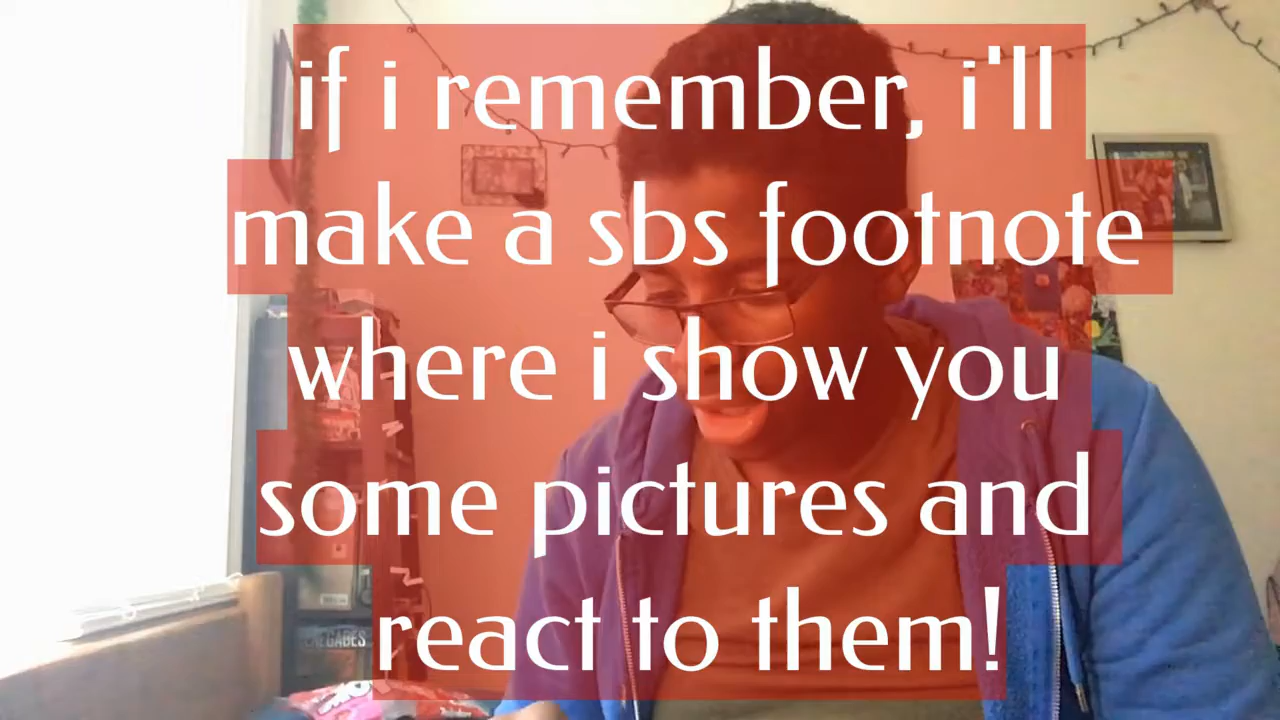 if i remember, i'll
make a sbs footnote
where i show you
some pictures and
react to them!